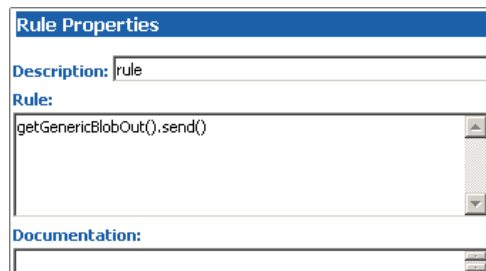 Rule Properties
Description: rule
Rule:
getGenericBlobOut().send()
Documentation: